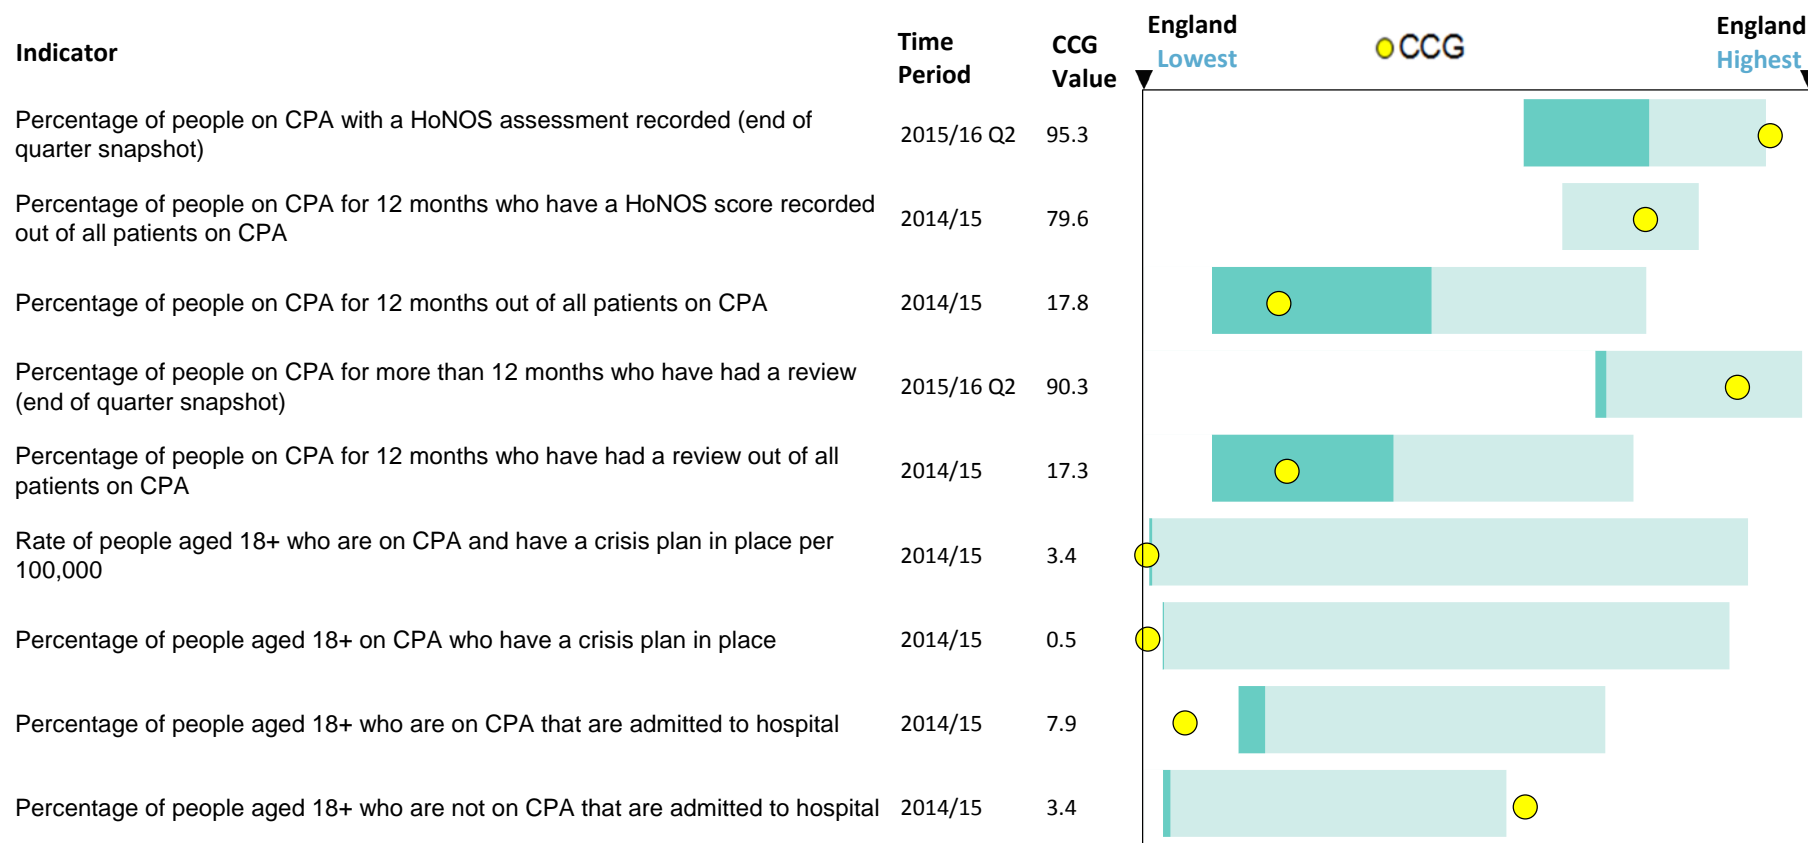 Indicator
Time
Period
CCG
Value
England
Lowest
CCG
England
Highest
Percentage of people on CPA with a HoNOS assessment recorded (end of
quarter snapshot)
2015/16 Q2
95.3
Percentage of people on CPA for 12 months who have a HoNOS score recorded
out of all patients on CPA
2014/15
79.6
Percentage of people on CPA for 12 months out of all patients on CPA
2014/15
17.8
Percentage of people on CPA for more than 12 months who have had a review
(end of quarter snapshot)
2015/16 Q2
90.3
Percentage of people on CPA for 12 months who have had a review out of all
patients on CPA
2014/15
17.3
Rate of people aged 18+ who are on CPA and have a crisis plan in place per
100,000
2014/15
3.4
Percentage of people aged 18+ on CPA who have a crisis plan in place
2014/15
0.5
Percentage of people aged 18+ who are on CPA that are admitted to hospital
2014/15
7.9
Percentage of people aged 18+ who are not on CPA that are admitted to hospital
2014/15
3.4